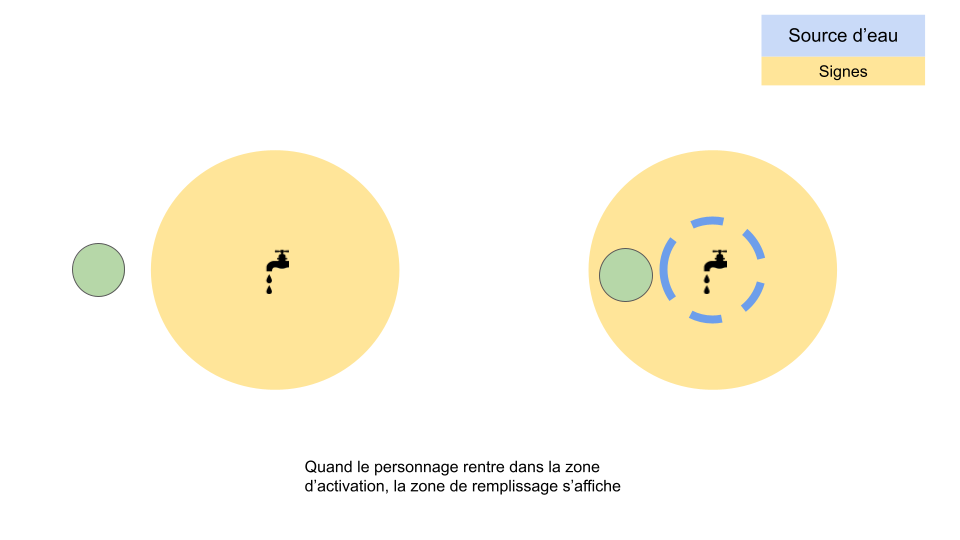 Source d’eau
Signes
Quand le personnage rentre dans la zone
d’activation, la zone de remplissage s’affiche